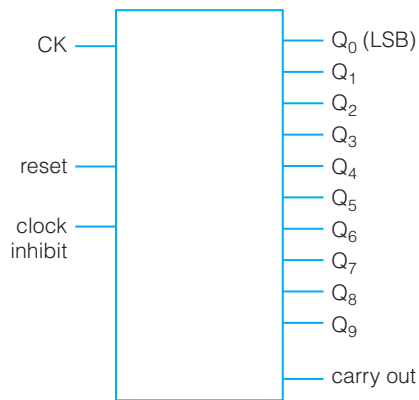 CK
reset
clock
inhibit
Q₀ (LSB)
Q₁
Q₂
Q₃
Q₄
Q₅
Q₆
Q₇
Q₈
Q₉
carry out